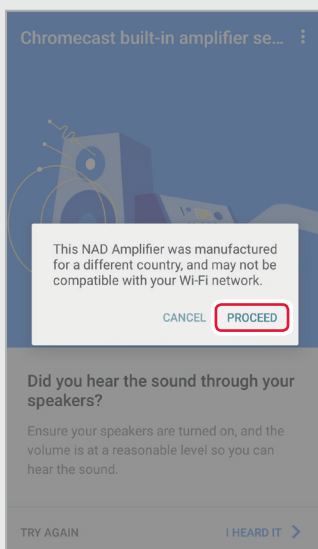 Chromecast built-in amplifier se...
This NAD Amplifier was manufactured
for a different country, and may not be
compatible with your Wi-Fi network.
CANCEL PROCEED
Did you hear the sound through your
speakers?
Ensure your speakers are turned on, and the
volume is at a reasonable level so you can
hear the sound.
TRY AGAIN I HEARD IT